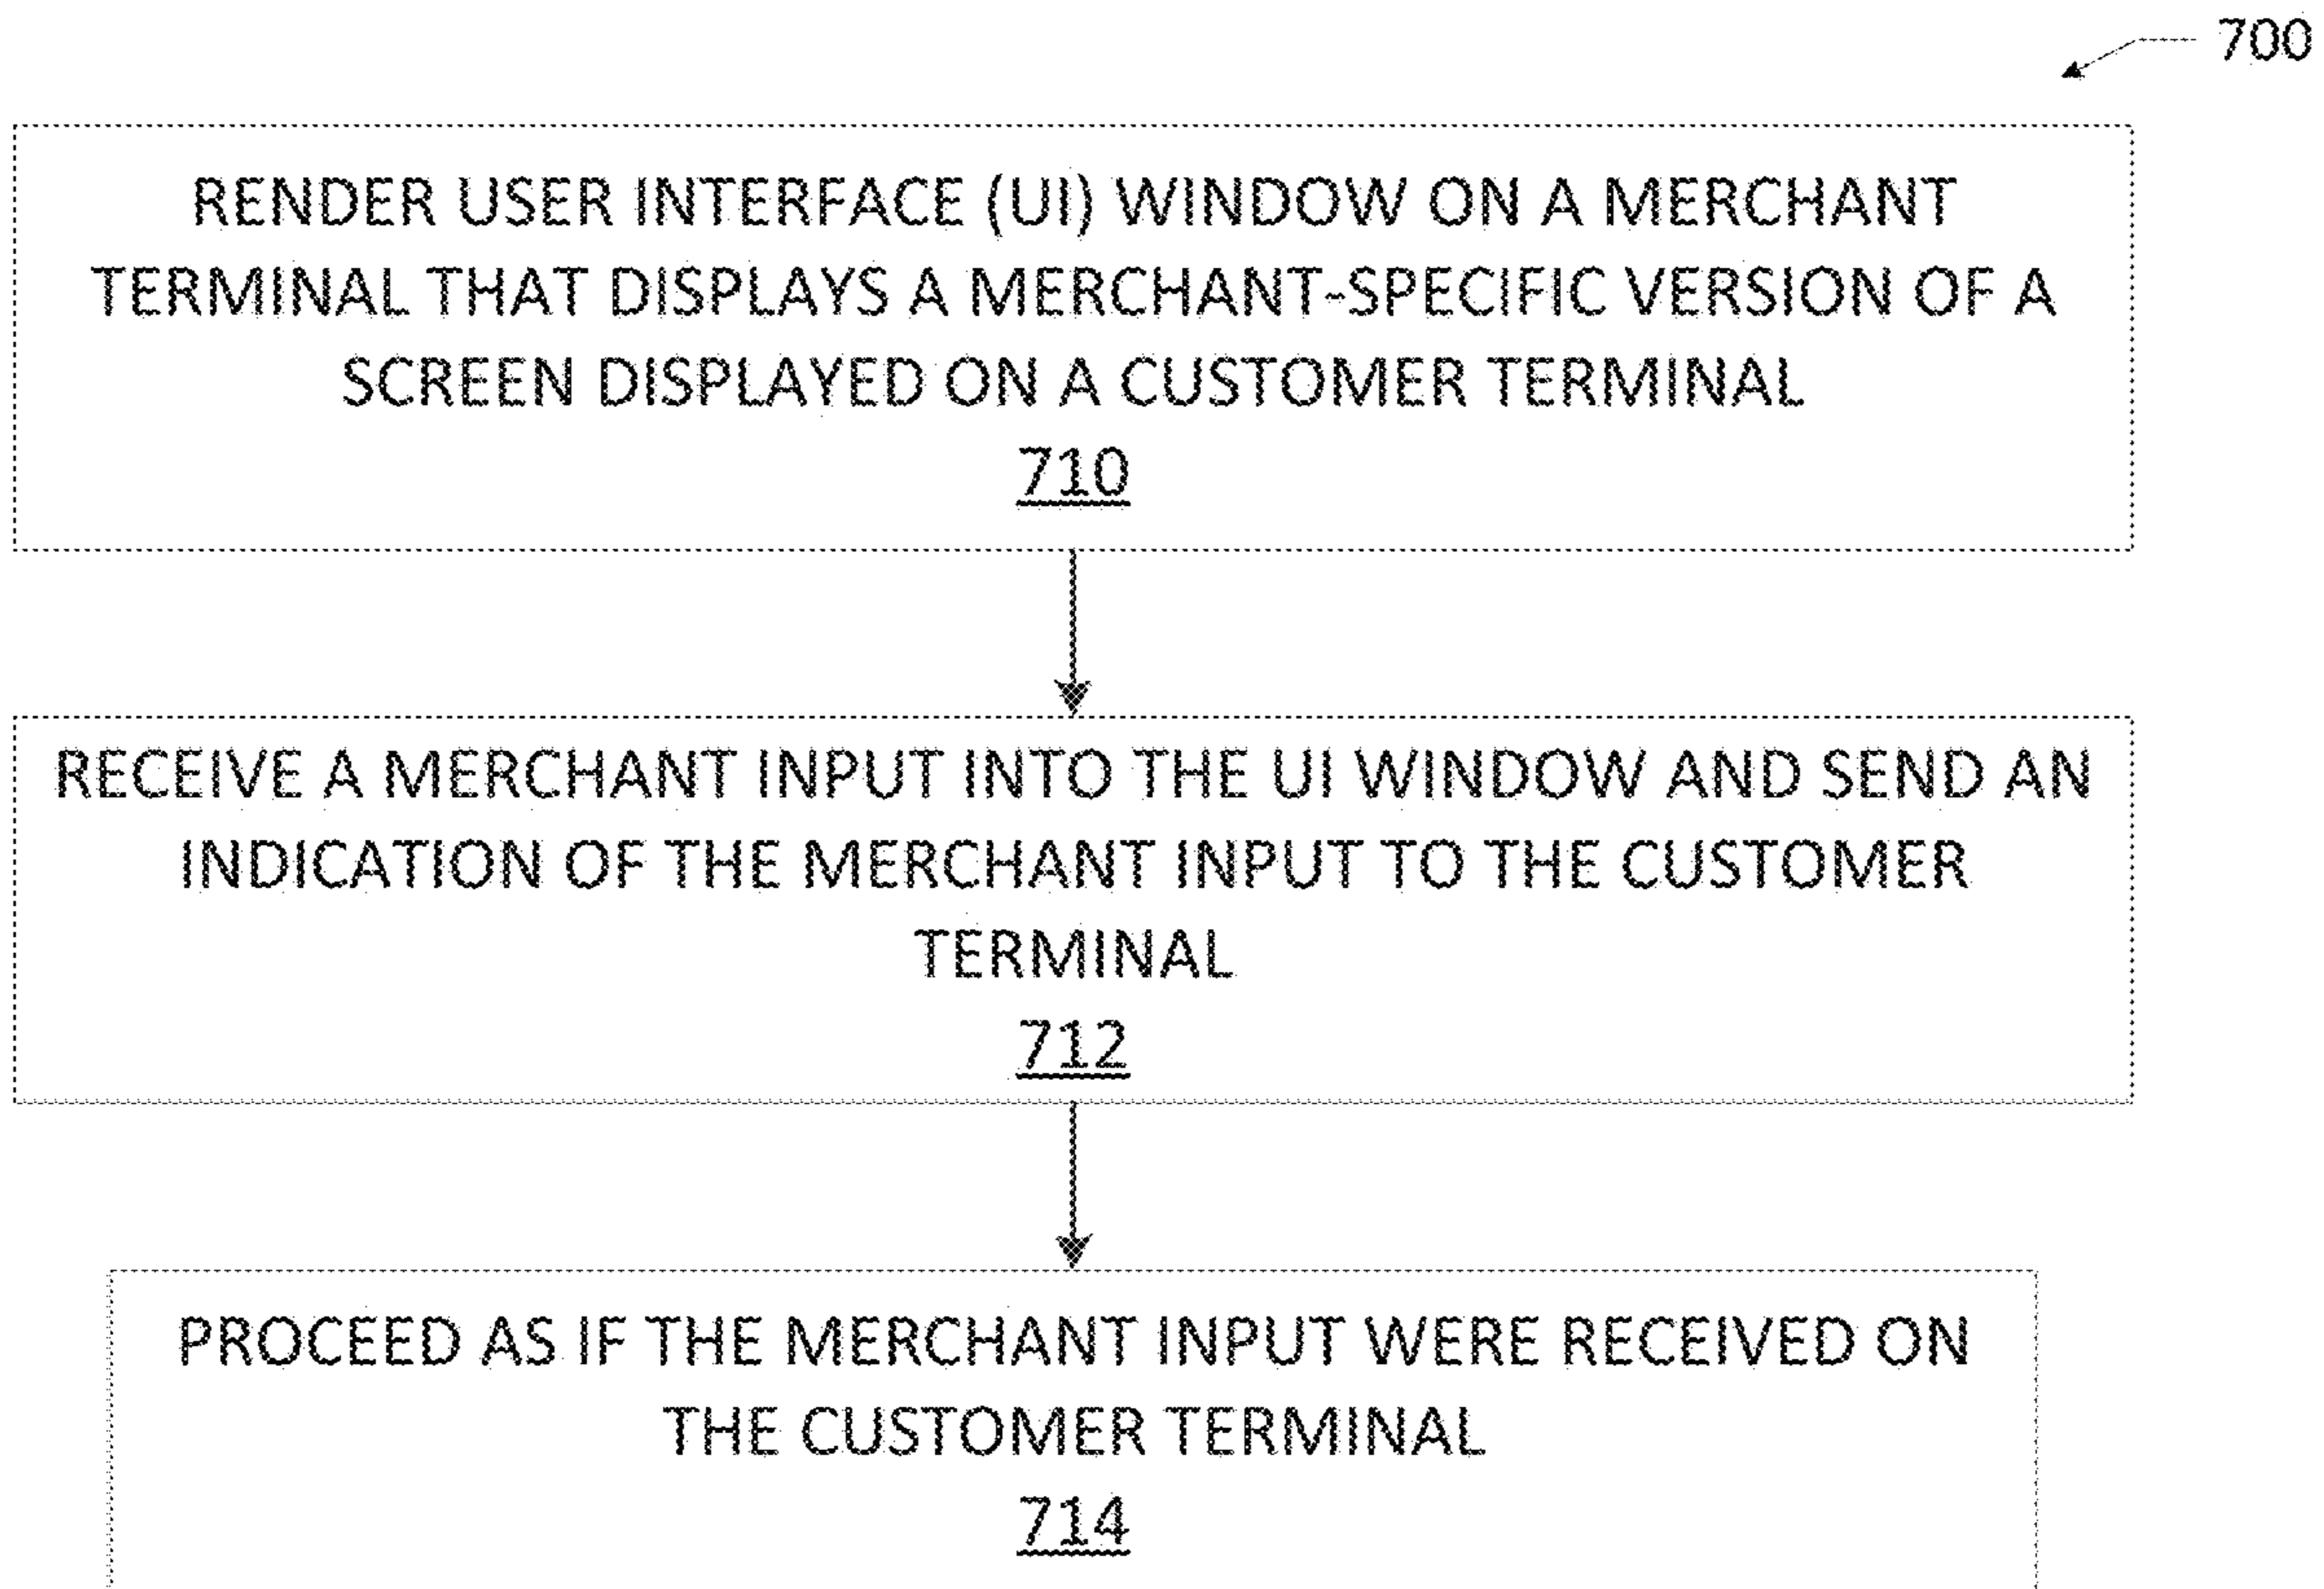 700
RENDER USER INTERFACE (UI) WINDOW ON A MERCHANT
TERMINAL THAT DISPLAYS A MERCHANT-SPECIFIC VERSION OF A
SCREEN DISPLAYED ON A CUSTOMER TERMINAL
710
RECEIVE A MERCHANT INPUT INTO THE UI WINDOW AND SEND AN
INDICATION OF THE MERCHANT INPUT TO THE CUSTOMER
TERMINAL
712
PROCEED AS IF THE MERCHANT INPUT WERE RECEIVED ON
THE CUSTOMER TERMINAL
714